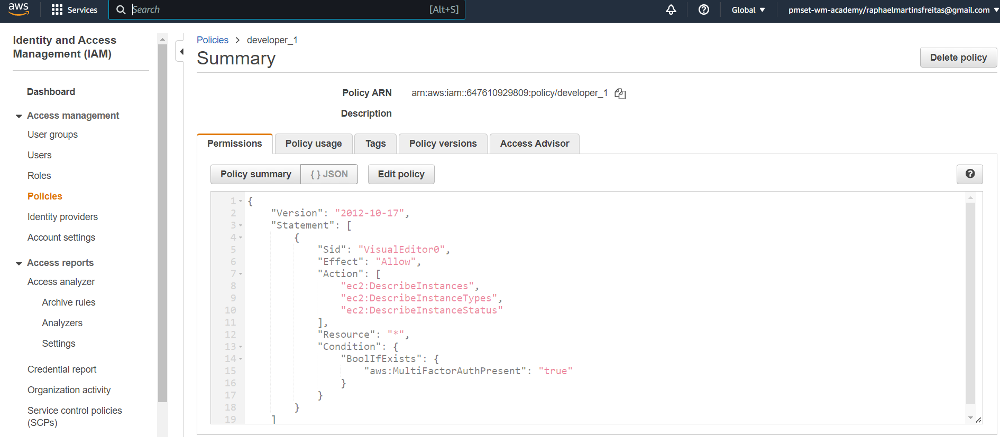 aws
Services
Search
[Alt+S]
Global
pmset-wm-academy/raphaelmartinsfreitas@gmail.com
Identity and Access
Management (IAM)
Dashboard
Access management
User groups
Users
Roles
Policies
Identity providers
Account settings
Access reports
Access analyzer
Archive rules
Analyzers
Settings
Credential report
Organization activity
Service control policies
(SCPs)
Policies > developer_1
Summary
Delete policy
Policy ARN arn:aws:iam::647610929809:policy/developer_1
Description
Permissions
Policy usage
Tags
Policy versions
Access Advisor
Policy summary
{ } JSON
Edit policy
1 {
2 "Version": "2012-10-17",
3 "Statement": [
4 {
5 "Sid": "VisualEditor0",
6 "Effect": "Allow",
7 "Action": [
8 "ec2:DescribeInstances",
9 "ec2:DescribeInstanceTypes",
10 "ec2:DescribeInstanceStatus"
11 ],
12 "Resource": "*",
13 "Condition": {
14 "BoolIfExists": {
15 "aws:MultiFactorAuthPresent": "true"
16 }
17 }
18 }
19 ]